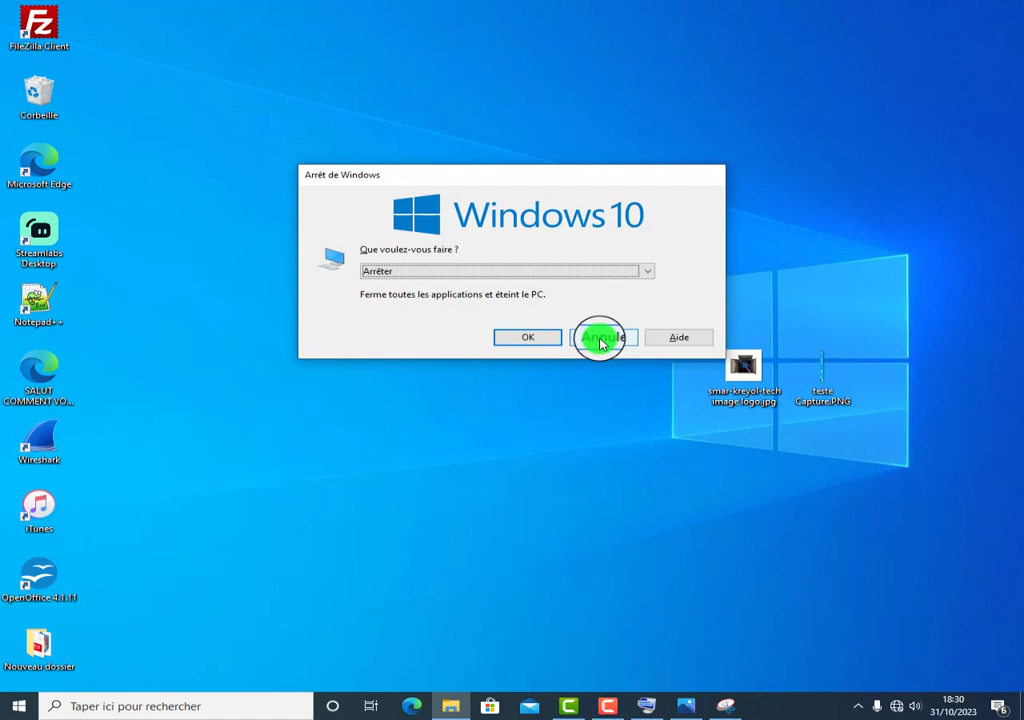 FileZilla Client
Corbeille
Microsoft Edge
Streamlabs
Desktop
Notepad++
SALUT
COMMENT VO...
Wireshark
iTunes
OpenOffice 4.1.11
Nouveau dossier
Arrêt de Windows
Windows 10
Que voulez-vous faire ?
Arrêter
Ferme toutes les applications et éteint le PC.
OK
Annule
Aide
smar-kreyol-tech
image logo.jpg
teste
Capture.PNG
Taper ici pour rechercher
18:30
31/10/2023
6